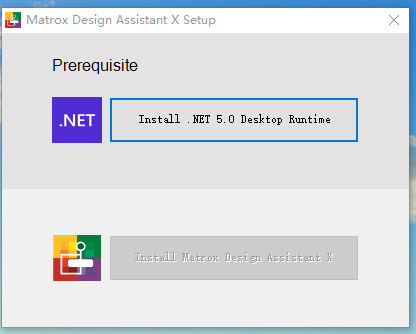 Matrox Design Assistant X Setup
Prerequisite
.NET
Install .NET 5.0 Desktop Runtime
Install Matrox Design Assistant X